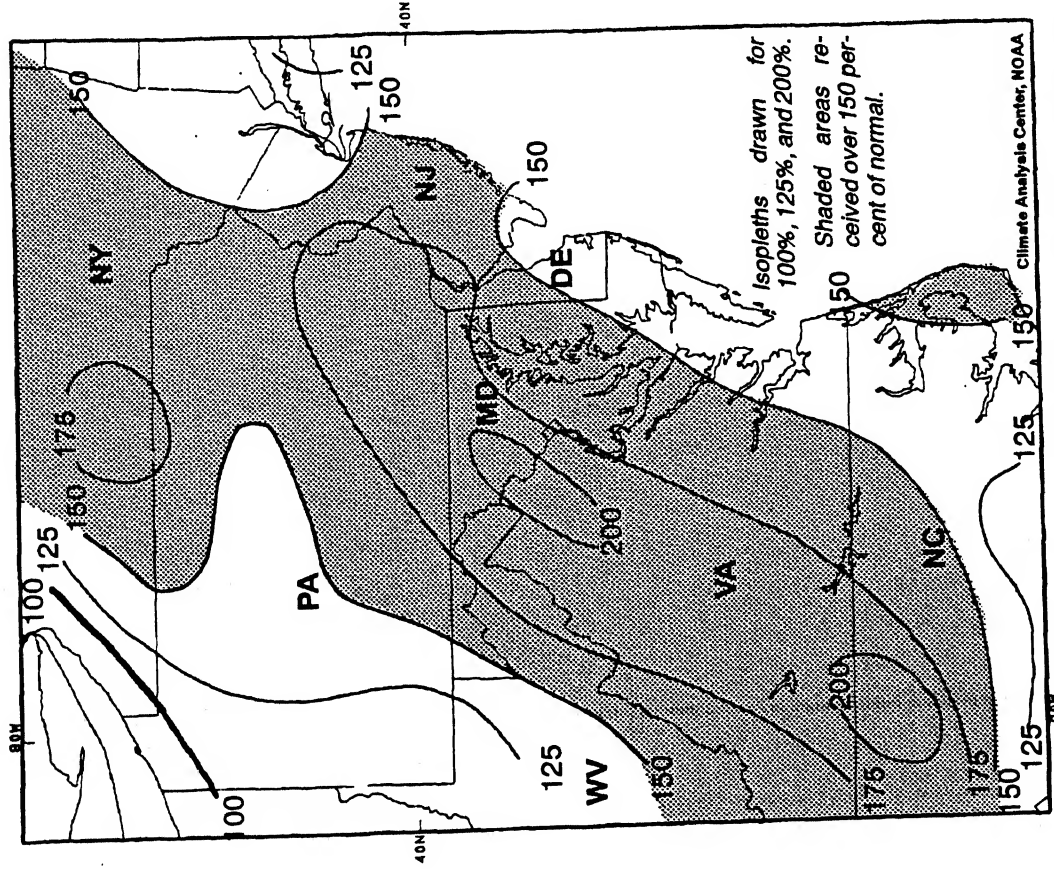 40N
80W
100
125
150
175
NY
150
125
150
NJ
150
DE
MD
PA
200
VA
125
WV
100
40N
150
200
175
175
150
125
NC
125
150
150
Isopleths drawn for
100%, 125%, and 200%.
Shaded areas re-
ceived over 150 per-
cent of normal.
Climate Analysis Center, NOAA